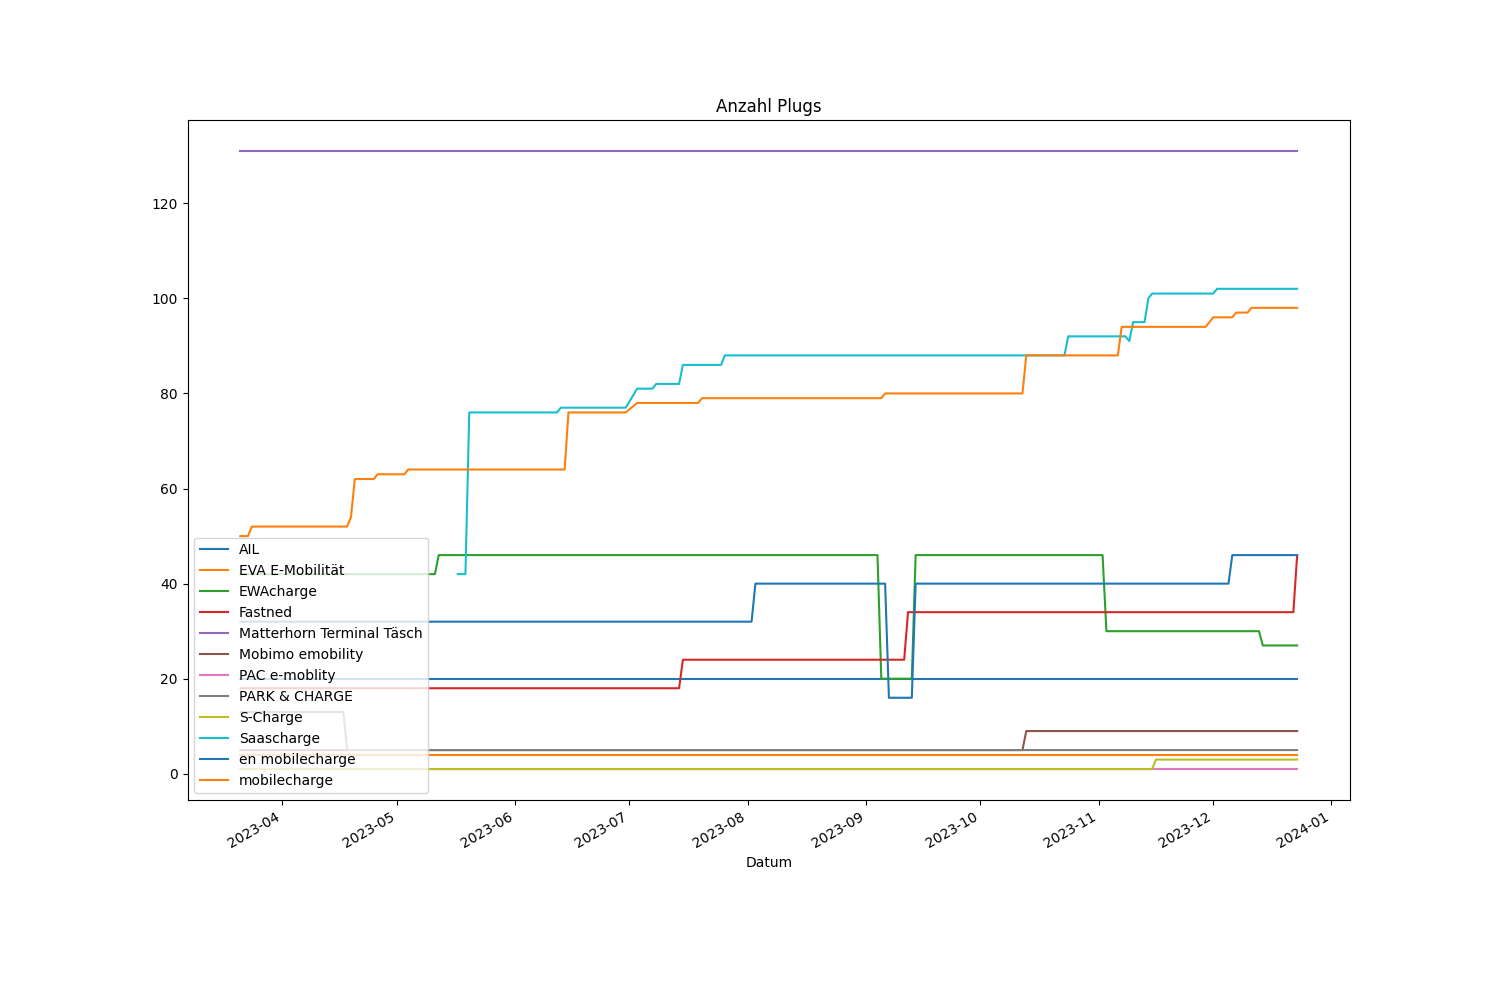 Anzahl Plugs
120
100
80
60
40
20
0
AIL
EVA E-Mobilität
EWAcharge
Fastned
Matterhorn Terminal Täsch
Mobimo emobility
PAC e-moblity
PARK & CHARGE
S-Charge
Saascharge
en mobilecharge
mobilecharge
2023-04
2023-05
2023-06
2023-07
2023-08
2023-09
2023-10
2023-11
2023-12
2024-01
Datum